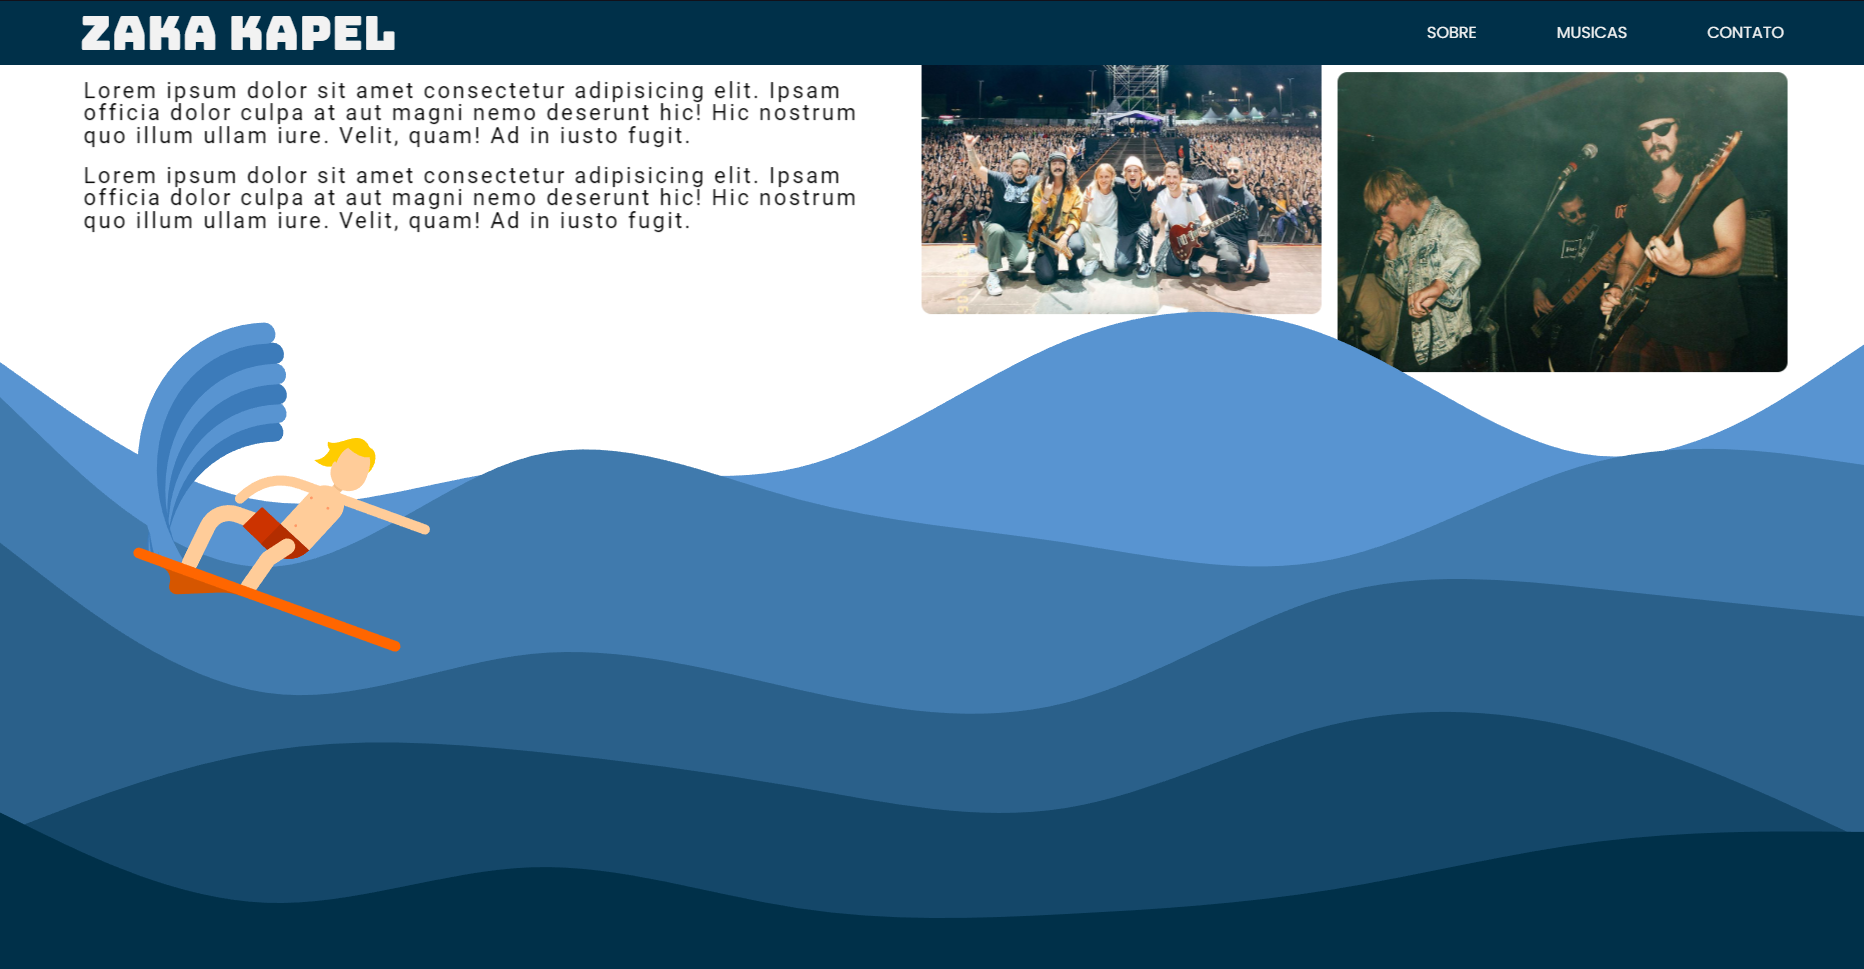 ZAKA KAPEL
SOBRE
MUSICAS
CONTATO
Lorem ipsum dolor sit amet consectetur adipisicing elit. Ipsam
officia dolor culpa at aut magni nemo deserunt hic! Hic nostrum
quo illum ullam iure. Velit, quam! Ad in iusto fugit.
Lorem ipsum dolor sit amet consectetur adipisicing elit. Ipsam
officia dolor culpa at aut magni nemo deserunt hic! Hic nostrum
quo illum ullam iure. Velit, quam! Ad in iusto fugit.